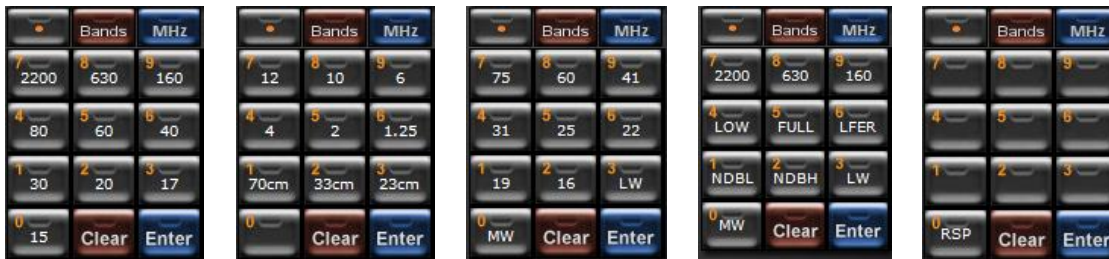 • Bands MHz
7 2200 8 630 9 160
4 80 5 60 6 40
1 30 2 20 3 17
0 15 Clear Enter
• Bands MHz
7 12 8 10 9 6
4 4 5 2 6 1.25
1 70cm 2 33cm 3 23cm
0 Clear Enter
• Bands MHz
7 75 8 60 9 41
4 31 5 25 6 22
1 19 2 16 3 LW
0 MW Clear Enter
• Bands MHz
7 2200 8 630 9 160
4 LOW 5 FULL 6 LFER
1 NDBL 2 NDBH 3 LW
0 MW Clear Enter
• Bands MHz
7 8 9
4 5 6
1 2 3
0 RSP Clear Enter